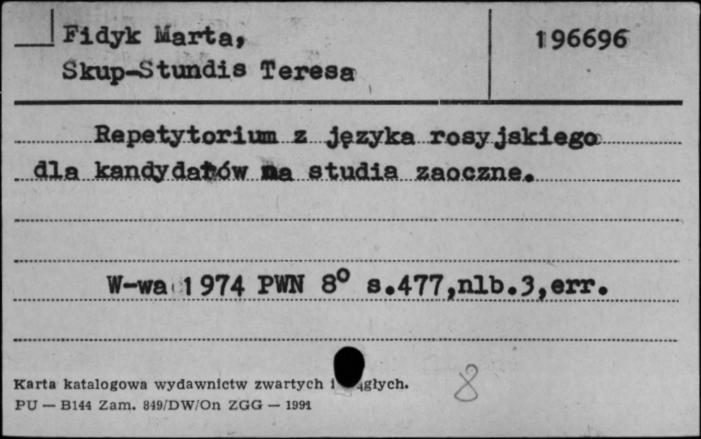 Fidyk Marta, 196696
Skup-Stundis Teresa
Repetytorium z języka rosyjskiego
dla kandydatów na studia zaoczne.
W-wa 1974 PWN 8º s.477,nlb.3,err.
Karta katalogowa wydawnictw zwartych i
PU — B144 Zam. 849/DW/On ZGG — 1991
8